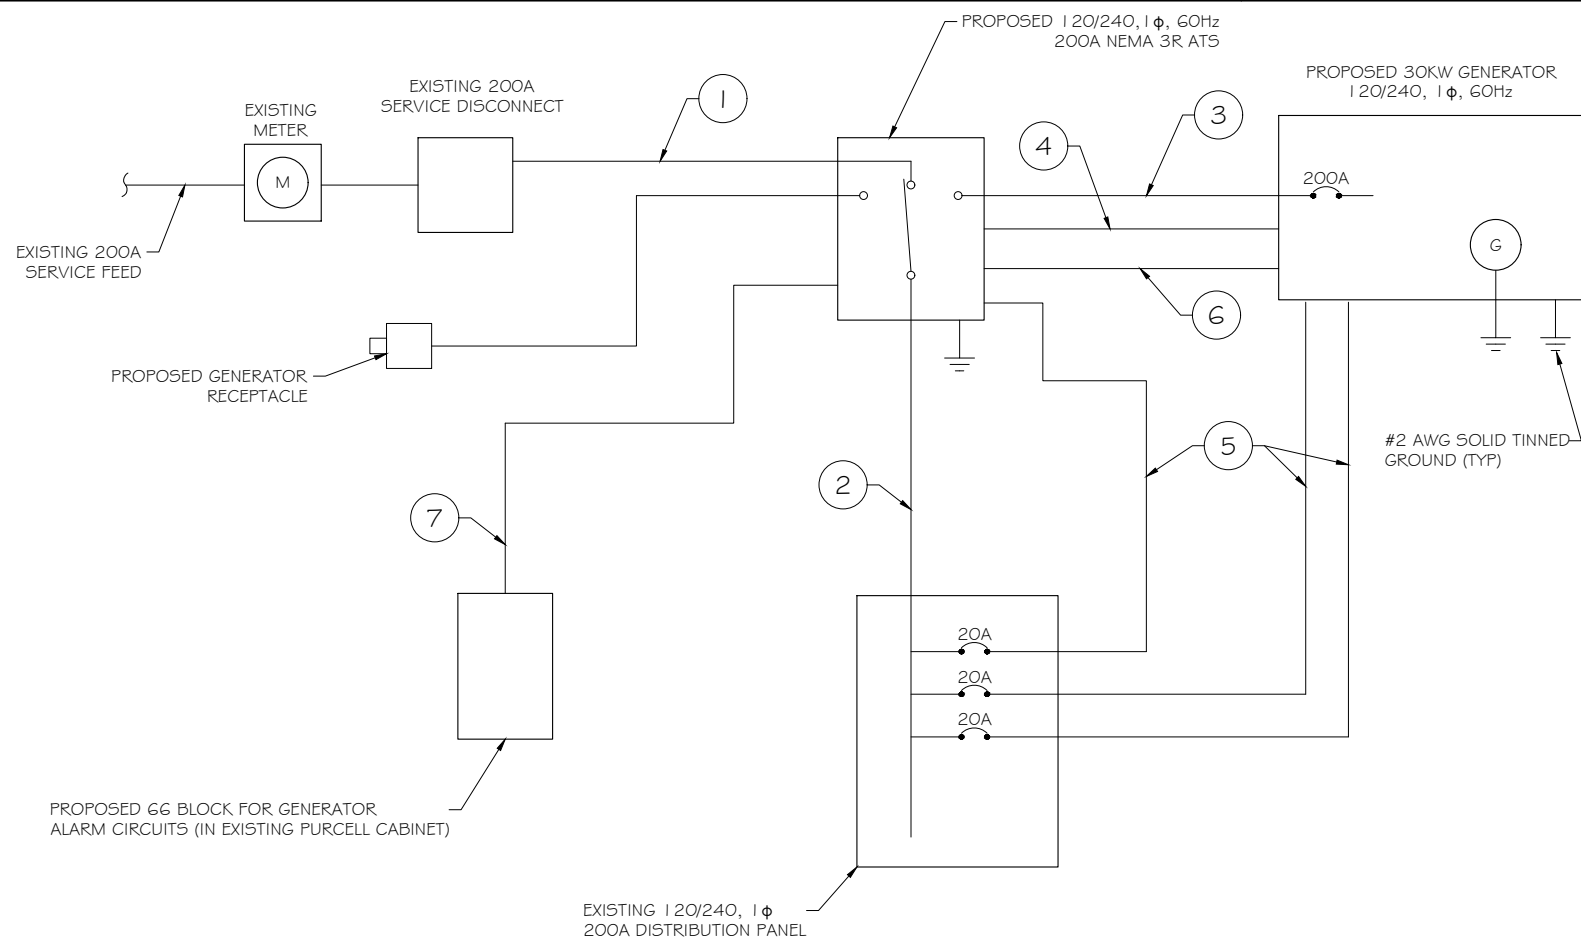 PROPOSED 120/240, 1ϕ, 60Hz
200A NEMA 3R ATS
PROPOSED 30KW GENERATOR
120/240, 1ϕ, 60Hz
EXISTING 200A
SERVICE DISCONNECT
EXISTING
METER
1
3
4
M
200A
G
EXISTING 200A
SERVICE FEED
6
PROPOSED GENERATOR
RECEPTACLE
5
#2 AWG SOLID TINNED
GROUND (TYP)
2
7
20A
20A
20A
PROPOSED 66 BLOCK FOR GENERATOR
ALARM CIRCUITS (IN EXISTING PURCELL CABINET)
EXISTING 120/240, 1ϕ
200A DISTRIBUTION PANEL